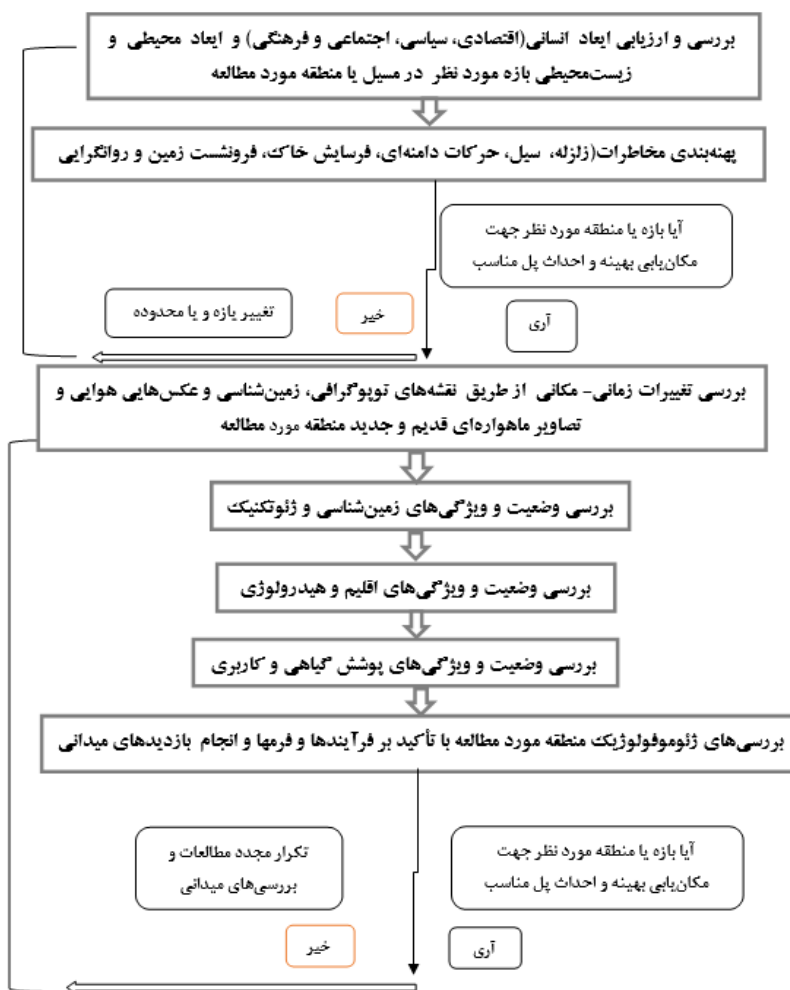 بررسی و ارزیابی ابعاد انسانی(اقتصادی، سیاسی، اجتماعی و فرهنگی) و ابعاد محیطی و
زیست‌محیطی بازه مورد نظر در مسیل یا منطقه مورد مطالعه
پهنه‌بندی مخاطرات(زلزله، سیل، حرکات دامنه‌ای، فرسایش خاک، فرونشست زمین و روانگرایی
آیا بازه یا منطقه مورد نظر جهت
مکان‌یابی بهینه و احداث پل مناسب
آری
خیر
تغییر بازه و یا محدوده
بررسی تغییرات زمانی- مکانی از طریق نقشه‌های توپوگرافی، زمین‌شناسی و عکس‌هایی هوایی و
تصاویر ماهواره‌ای قدیم و جدید منطقه مورد مطالعه
بررسی وضعیت و ویژگی‌های زمین‌شناسی و ژئوتکنیک
بررسی وضعیت و ویژگی‌های اقلیم و هیدرولوژی
بررسی وضعیت و ویژگی‌های پوشش گیاهی و کاربری
بررسی‌های ژئوموفولوژیک منطقه مورد مطالعه با تأکید بر فرآیندها و فرمها و انجام بازدیدهای میدانی
آیا بازه یا منطقه مورد نظر جهت
مکان‌یابی بهینه و احداث پل مناسب
تکرار مجدد مطالعات و
بررسی‌های میدانی
آری
خیر